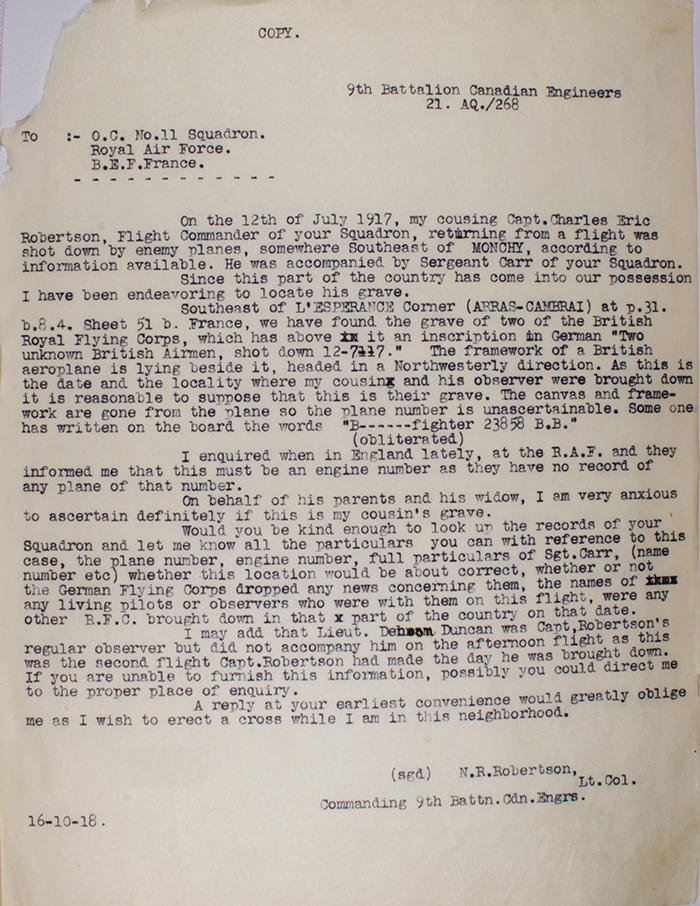 COPY.
9th Battalion Canadian Engineers
21. AQ./268
To :- O.C. No.11 Squadron.
Royal Air Force.
B.E.F.France.
- - - - - - - - - - - -
On the 12th of July 1917, my cousing Capt.Charles Eric
Robertson, Flight Commander of your Squadron, returning from a flight was
shot down by enemy planes, somewhere Southeast of MONCHY, according to
information available. He was accompanied by Sergeant Carr of your Squadron.
Since this part of the country has come into our possession
I have been endeavoring to locate his grave.
Southeast of L'ESPERANCE Corner (ARRAS-CAMBRAI) at p.31.
b.8.4. Sheet 51 b. France, we have found the grave of two of the British
Royal Flying Corps, which has above it an inscription in German "Two
unknown British Airmen, shot down 12-7-17." The framework of a British
aeroplane is lying beside it, headed in a Northwesterly direction. As this is
the date and the locality where my cousin and his observer were brought down
it is reasonable to suppose that this is their grave. The canvas and frame-
work are gone from the plane so the plane number is unascertainable. Some one
has written on the board the words "B------fighter 23858 B.B."
(obliterated)
I enquired when in England lately, at the R.A.F. and they
informed me that this must be an engine number as they have no record of
any plane of that number.
On behalf of his parents and his widow, I am very anxious
to ascertain definitely if this is my cousin's grave.
Would you be kind enough to look up the records of your
Squadron and let me know all the particulars you can with reference to this
case, the plane number, engine number, full particulars of Sgt.Carr, (name
number etc) whether this location would be about correct, whether or not
the German Flying Corps dropped any news concerning them, the names of
any living pilots or observers who were with them on this flight, were any
other R.F.C. brought down in that part of the country on that date.
I may add that Lieut. Duncan was Capt.Robertson's
regular observer but did not accompany him on the afternoon flight as this
was the second flight Capt.Robertson had made the day he was brought down.
If you are unable to furnish this information, possibly you could direct me
to the proper place of enquiry.
A reply at your earliest convenience would greatly oblige
me as I wish to erect a cross while I am in this neighborhood.
(sgd) N.R.Robertson,
Lt.Col.
Commanding 9th Battn.Cdn.Engrs.
16-10-18.